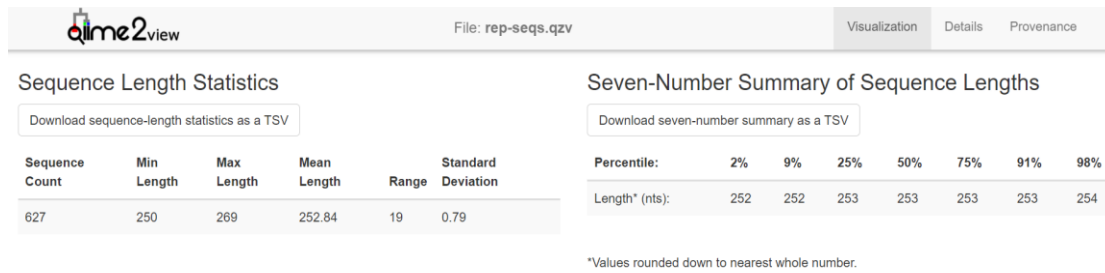 qiime2view File: rep-seqs.qzv Visualization Details Provenance
Sequence Length Statistics
Download sequence-length statistics as a TSV
Sequence Count Min Length Max Length Mean Length Range Standard Deviation
627 250 269 252.84 19 0.79
Seven-Number Summary of Sequence Lengths
Download seven-number summary as a TSV
Percentile: 2% 9% 25% 50% 75% 91% 98%
Length* (nts): 252 252 253 253 253 253 254
*Values rounded down to nearest whole number.